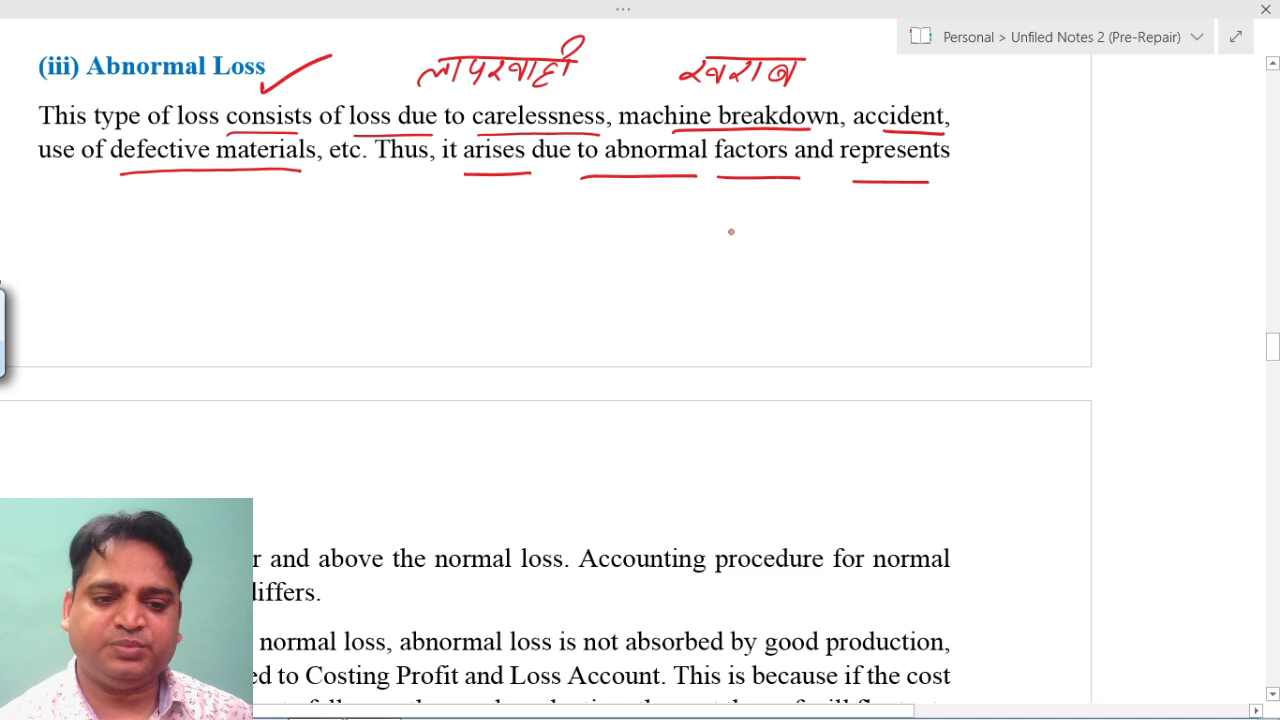 Personal > Unfiled Notes 2 (Pre-Repair)
लापरवाही खराब
(iii) Abnormal Loss
This type of loss consists of loss due to carelessness, machine breakdown, accident,
use of defective materials, etc. Thus, it arises due to abnormal factors and represents
and above the normal loss. Accounting procedure for normal
differs.
normal loss, abnormal loss is not absorbed by good production,
to Costing Profit and Loss Account. This is because if the cost